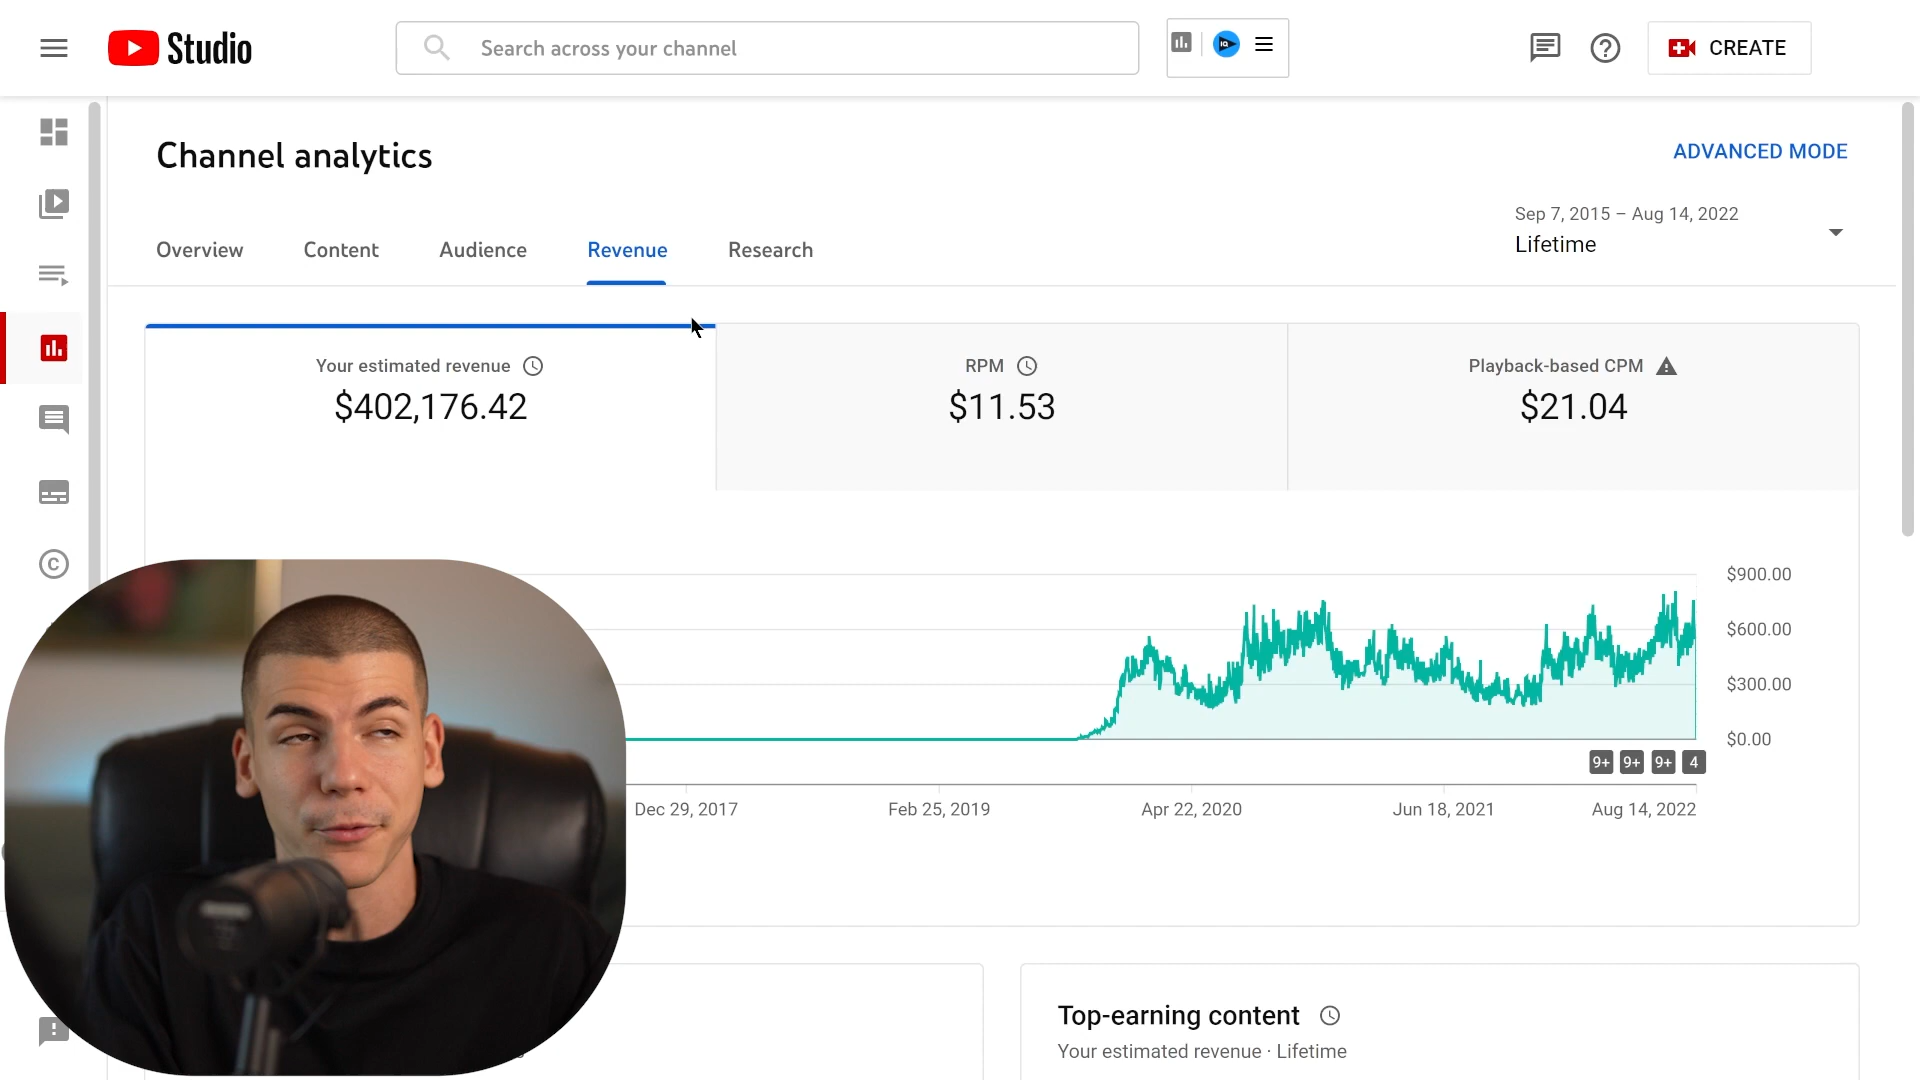 Studio
Search across your channel
IQ
CREATE
Channel analytics
ADVANCED MODE
Sep 7, 2015 – Aug 14, 2022
Lifetime
Overview
Content
Audience
Revenue
Research
Your estimated revenue
$402,176.42
RPM
$11.53
Playback-based CPM
$21.04
$900.00
$600.00
$300.00
$0.00
9+ 9+ 9+ 4
Dec 29, 2017
Feb 25, 2019
Apr 22, 2020
Jun 18, 2021
Aug 14, 2022
Top-earning content
Your estimated revenue · Lifetime